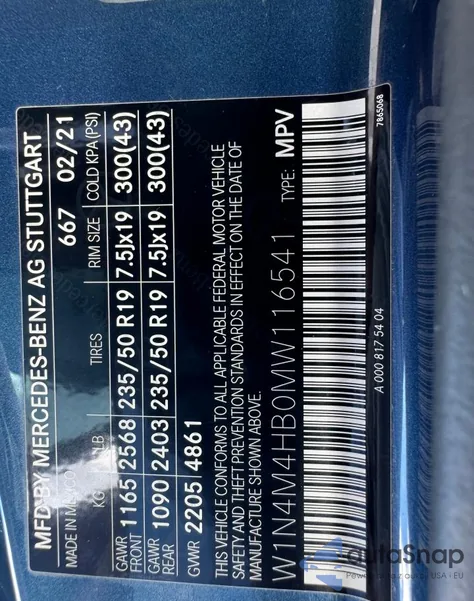 MFD BY MERCEDES-BENZ AG STUTTGART
MADE IN MEXICO 667 02/21
KG LB TIRES RIM SIZE COLD KPA(PSI)
GAWR FRONT 1165 2568 235/50 R19 7.5Jx19 300(43)
GAWR REAR 1090 2403 235/50 R19 7.5Jx19 300(43)
GVWR 2205 4861
THIS VEHICLE CONFORMS TO ALL APPLICABLE FEDERAL MOTOR VEHICLE
SAFETY AND THEFT PREVENTION STANDARDS IN EFFECT ON THE DATE OF
MANUFACTURE SHOWN ABOVE.
W1N4M4HB0MW116541 TYPE: MPV
A 000 817 54 04
7865068
autoSnap